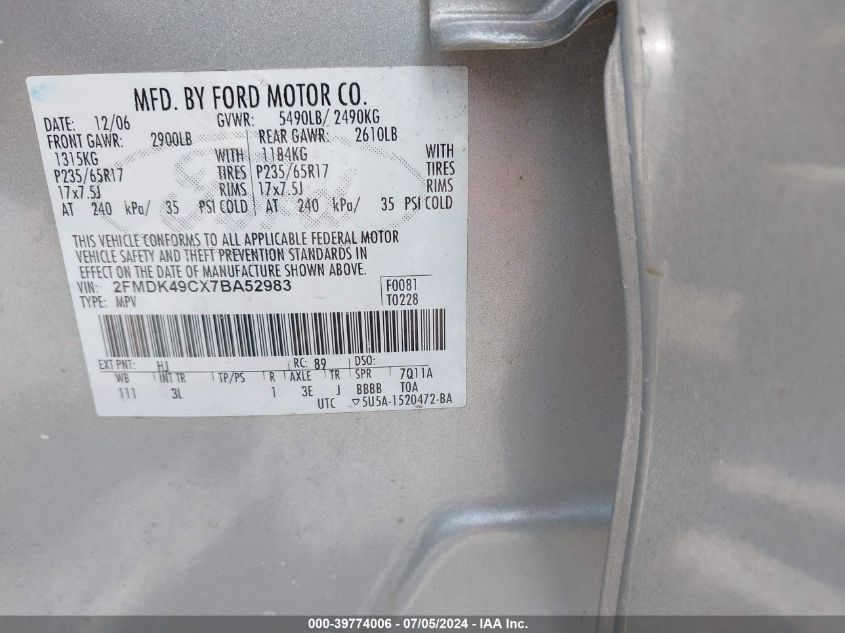 MFD. BY FORD MOTOR CO.
DATE: 12/06 GVWR: 5490LB/ 2490KG
FRONT GAWR: 2900LB REAR GAWR: 2610LB
1315KG WITH 1184KG WITH
P235/65R17 TIRES P235/65R17 TIRES
17x7.5J RIMS 17x7.5J RIMS
AT 240 kPa/ 35 PSI COLD AT 240 kPa/ 35 PSI COLD
THIS VEHICLE CONFORMS TO ALL APPLICABLE FEDERAL MOTOR
VEHICLE SAFETY AND THEFT PREVENTION STANDARDS IN
EFFECT ON THE DATE OF MANUFACTURE SHOWN ABOVE.
VIN: 2FMDK49CX7BA52983 F0081
TYPE: MPV T0228
EXT PNT: HJ RC: 89 DSO:
WB INT TR TP/PS R AXLE TR SPR 7Q11A
111 3L 1 3E J BBBB TOA
UTC ▽5U5A-1520472-BA
000-39774006 - 07/05/2024 - IAA Inc.